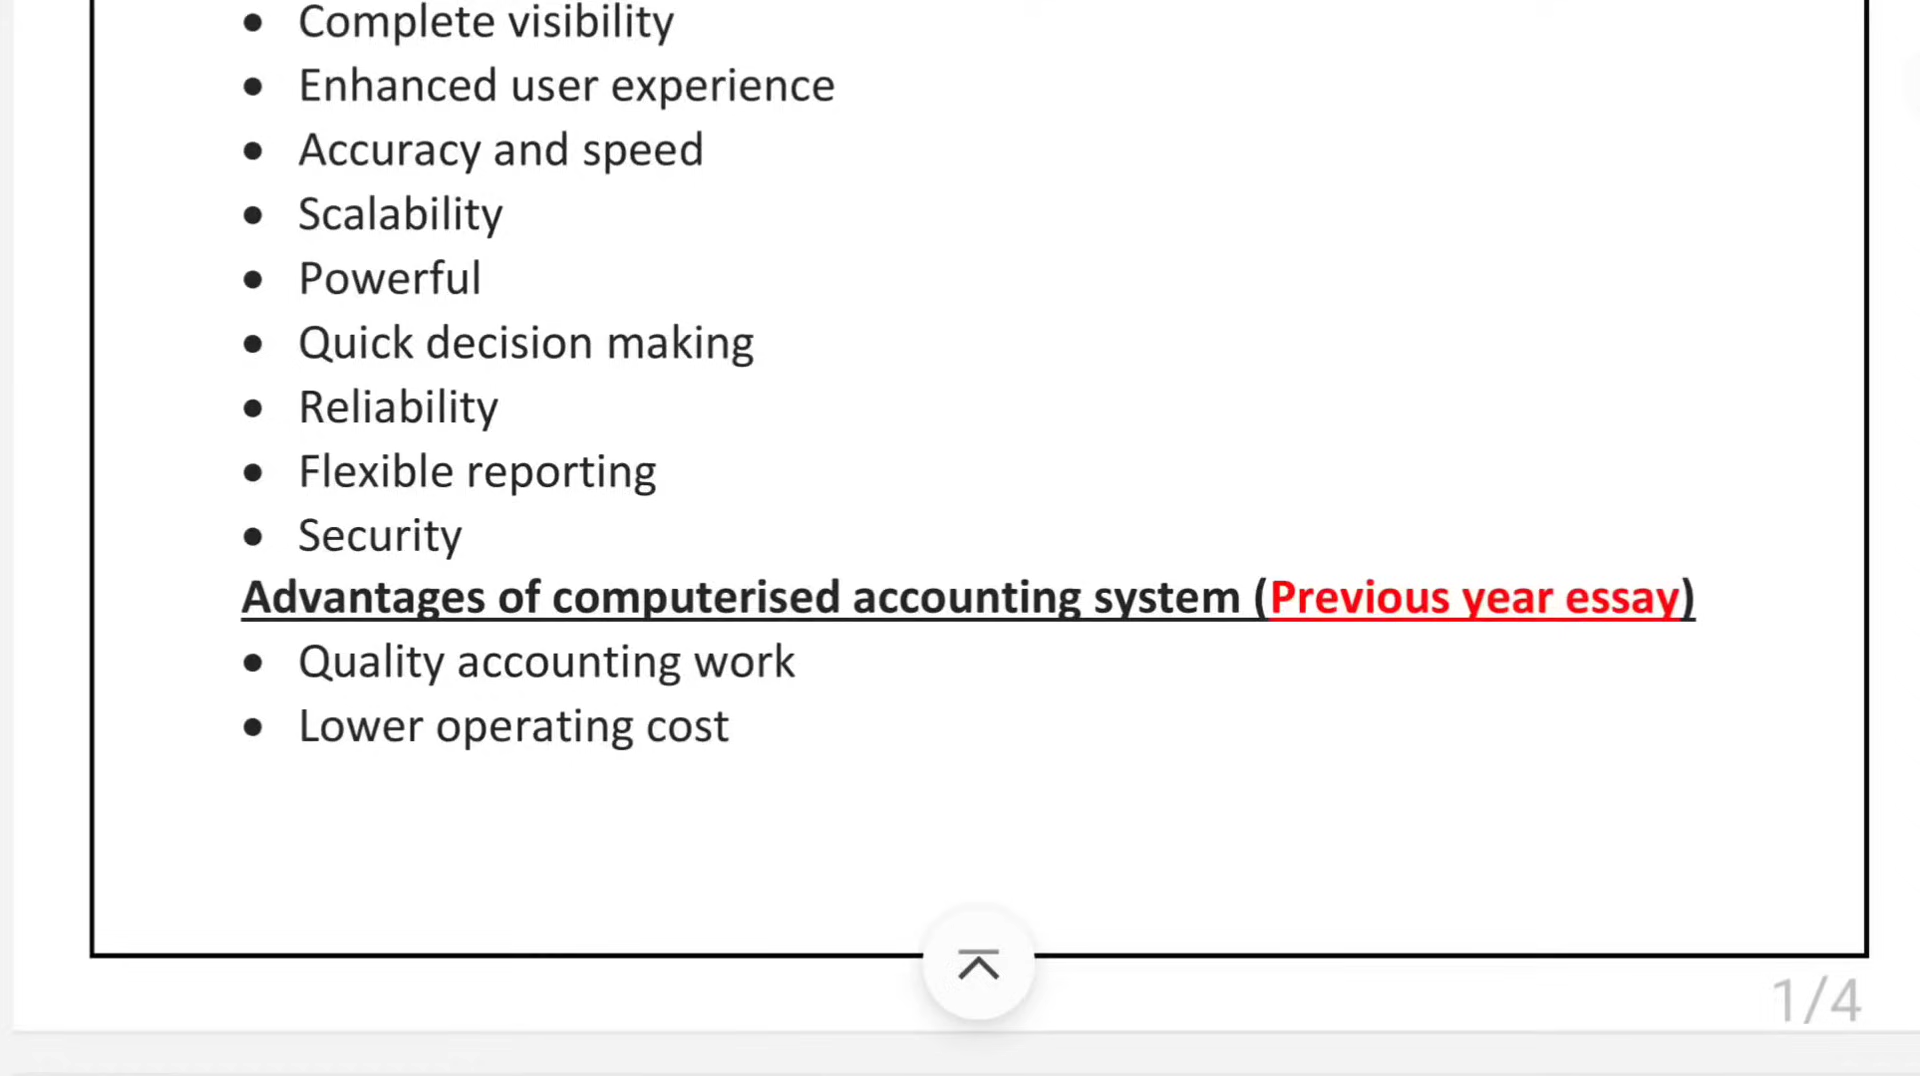 • Complete visibility
• Enhanced user experience
• Accuracy and speed
• Scalability
• Powerful
• Quick decision making
• Reliability
• Flexible reporting
• Security
Advantages of computerised accounting system (Previous year essay)
• Quality accounting work
• Lower operating cost
1/4